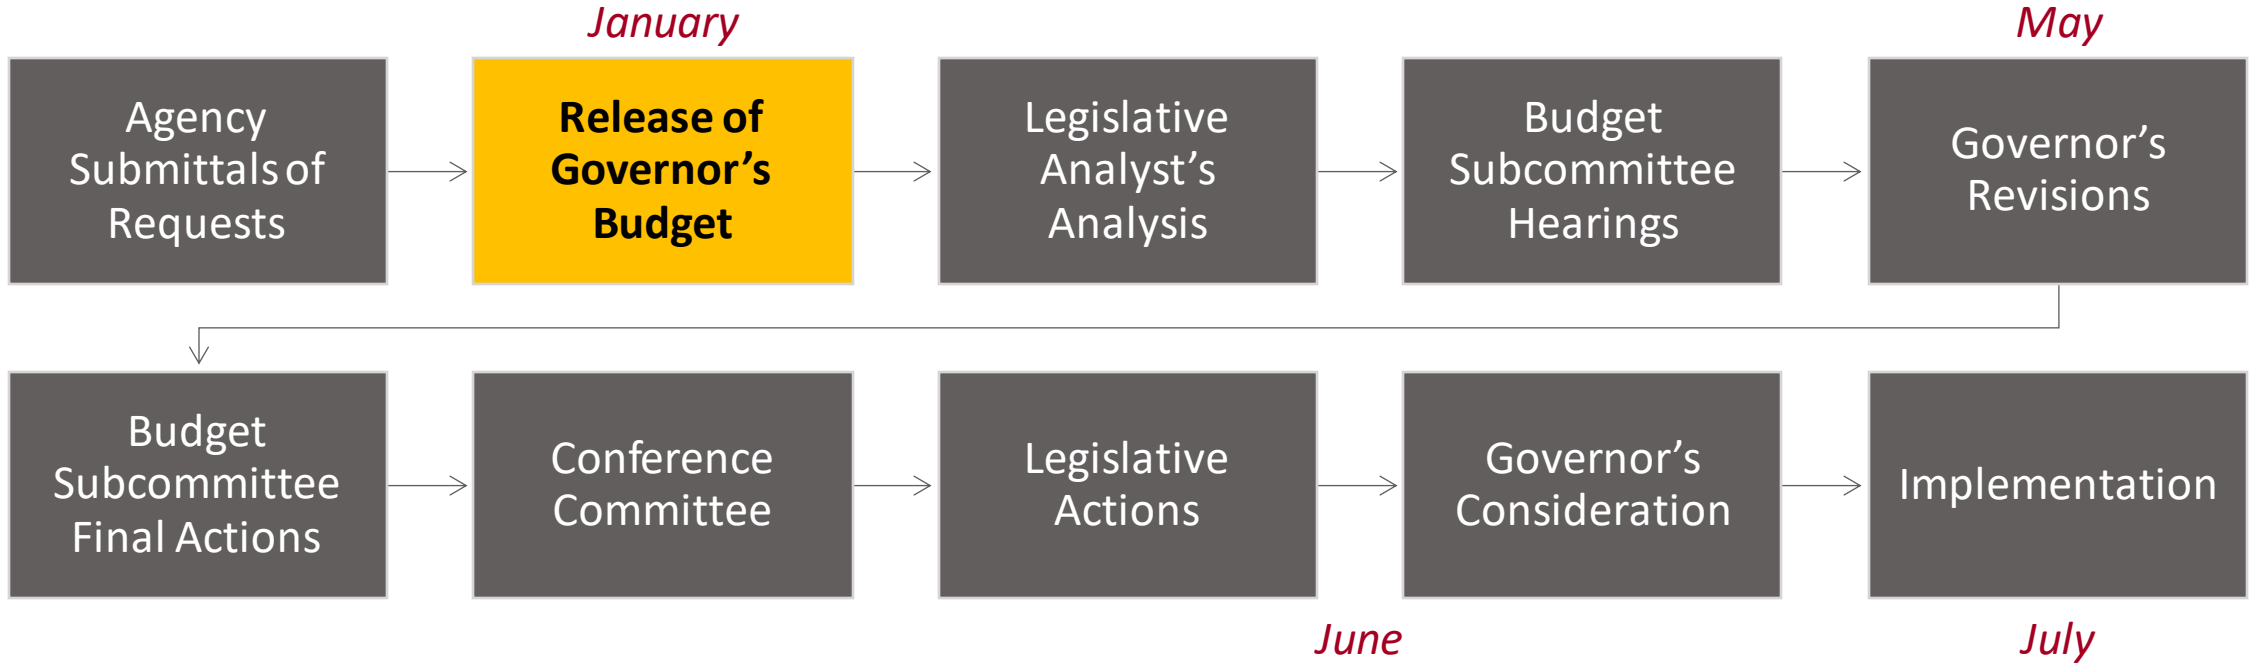 January
May
Agency
Submittals of
Requests
Release of
Governor’s
Budget
Legislative
Analyst’s
Analysis
Budget
Subcommittee
Hearings
Governor’s
Revisions
Budget
Subcommittee
Final Actions
Conference
Committee
Legislative
Actions
Governor’s
Consideration
Implementation
June
July